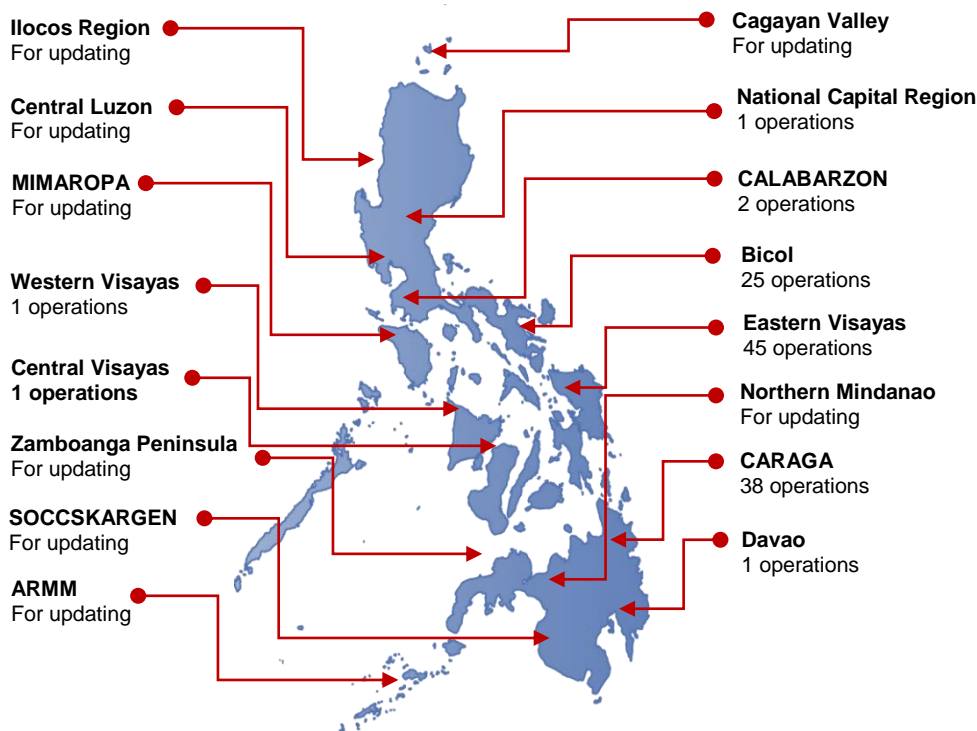 Ilocos Region
For updating
Central Luzon
For updating
MIMAROPA
For updating
Western Visayas
1 operations
Central Visayas
1 operations
Zamboanga Peninsula
For updating
SOCCSKARGEN
For updating
ARMM
For updating
Cagayan Valley
For updating
National Capital Region
1 operations
CALABARZON
2 operations
Bicol
25 operations
Eastern Visayas
45 operations
Northern Mindanao
For updating
CARAGA
38 operations
Davao
1 operations